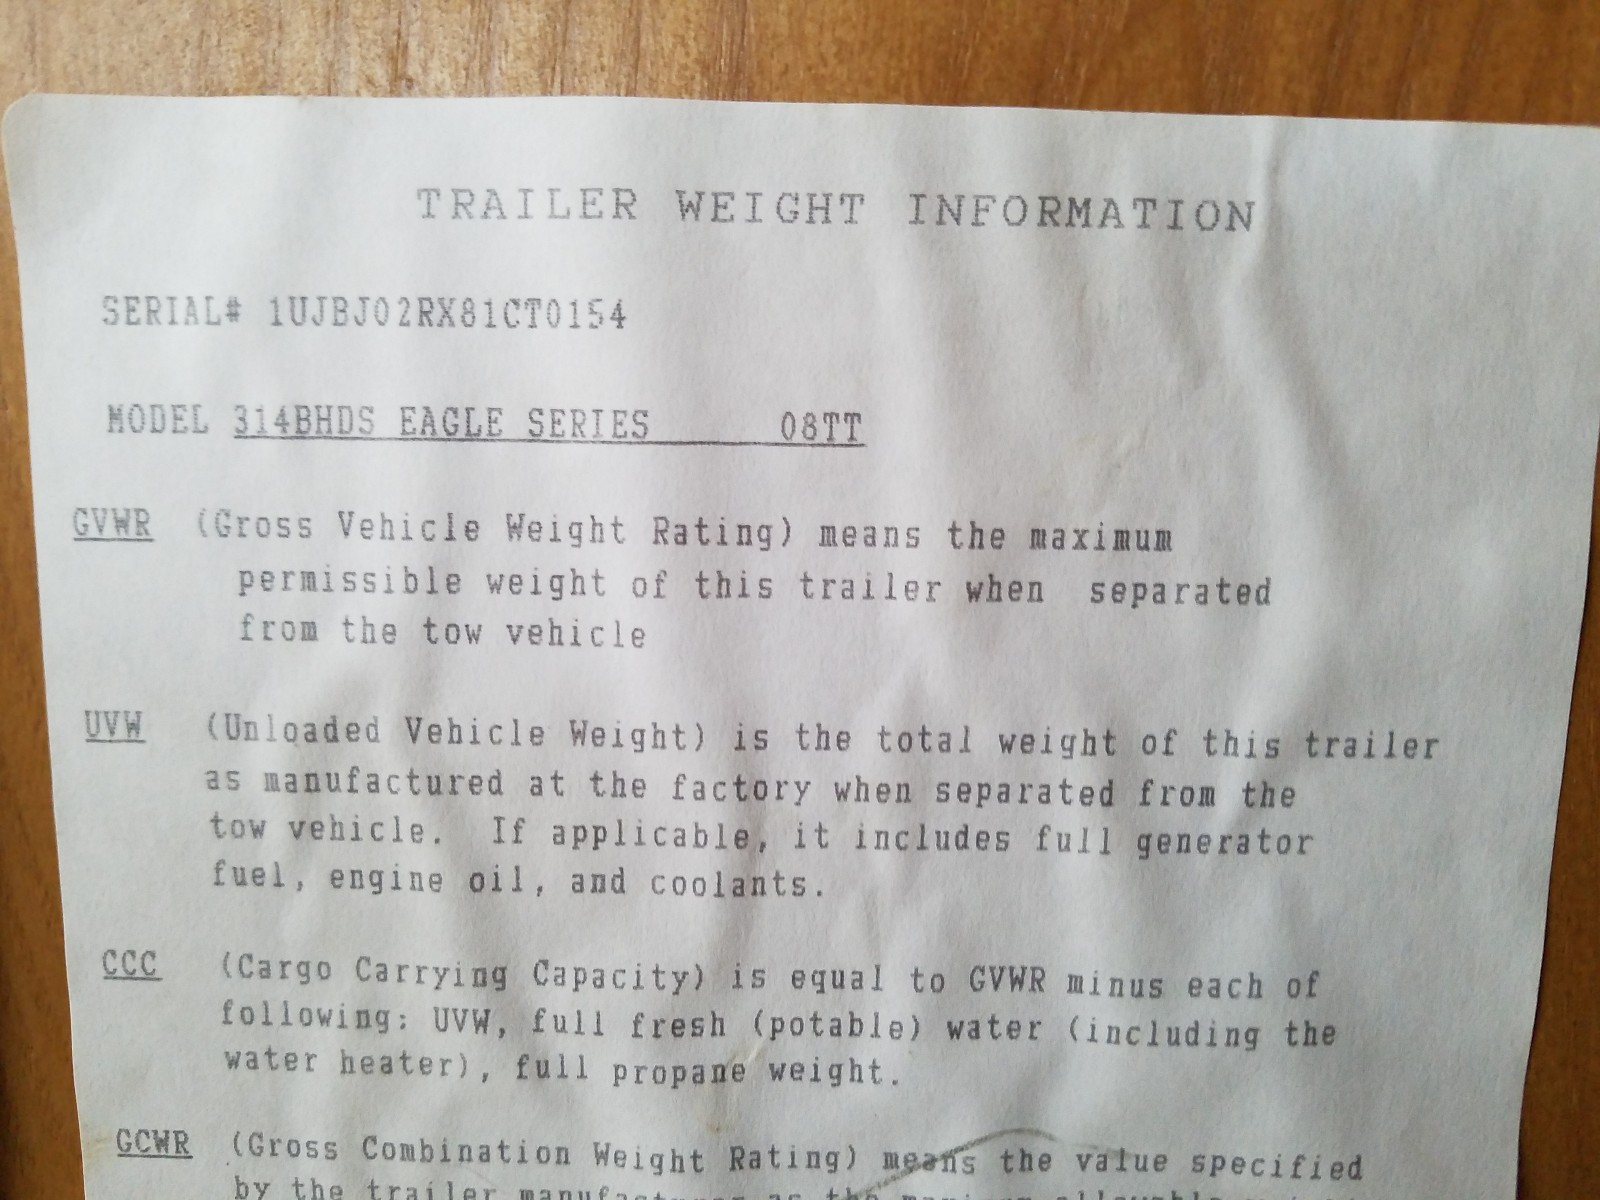 TRAILER WEIGHT INFORMATION
SERIAL# 1UJBJ02RX81CT0154
MODEL 314BHDS EAGLE SERIES 08TT
GVWR (Gross Vehicle Weight Rating) means the maximum
permissible weight of this trailer when separated
from the tow vehicle
UVW (Unloaded Vehicle Weight) is the total weight of this trailer
as manufactured at the factory when separated from the
tow vehicle. If applicable, it includes full generator
fuel, engine oil, and coolants.
CCC (Cargo Carrying Capacity) is equal to GVWR minus each of
following: UVW, full fresh (potable) water (including the
water heater), full propane weight.
GCWR (Gross Combination Weight Rating) means the value specified
by the trailer